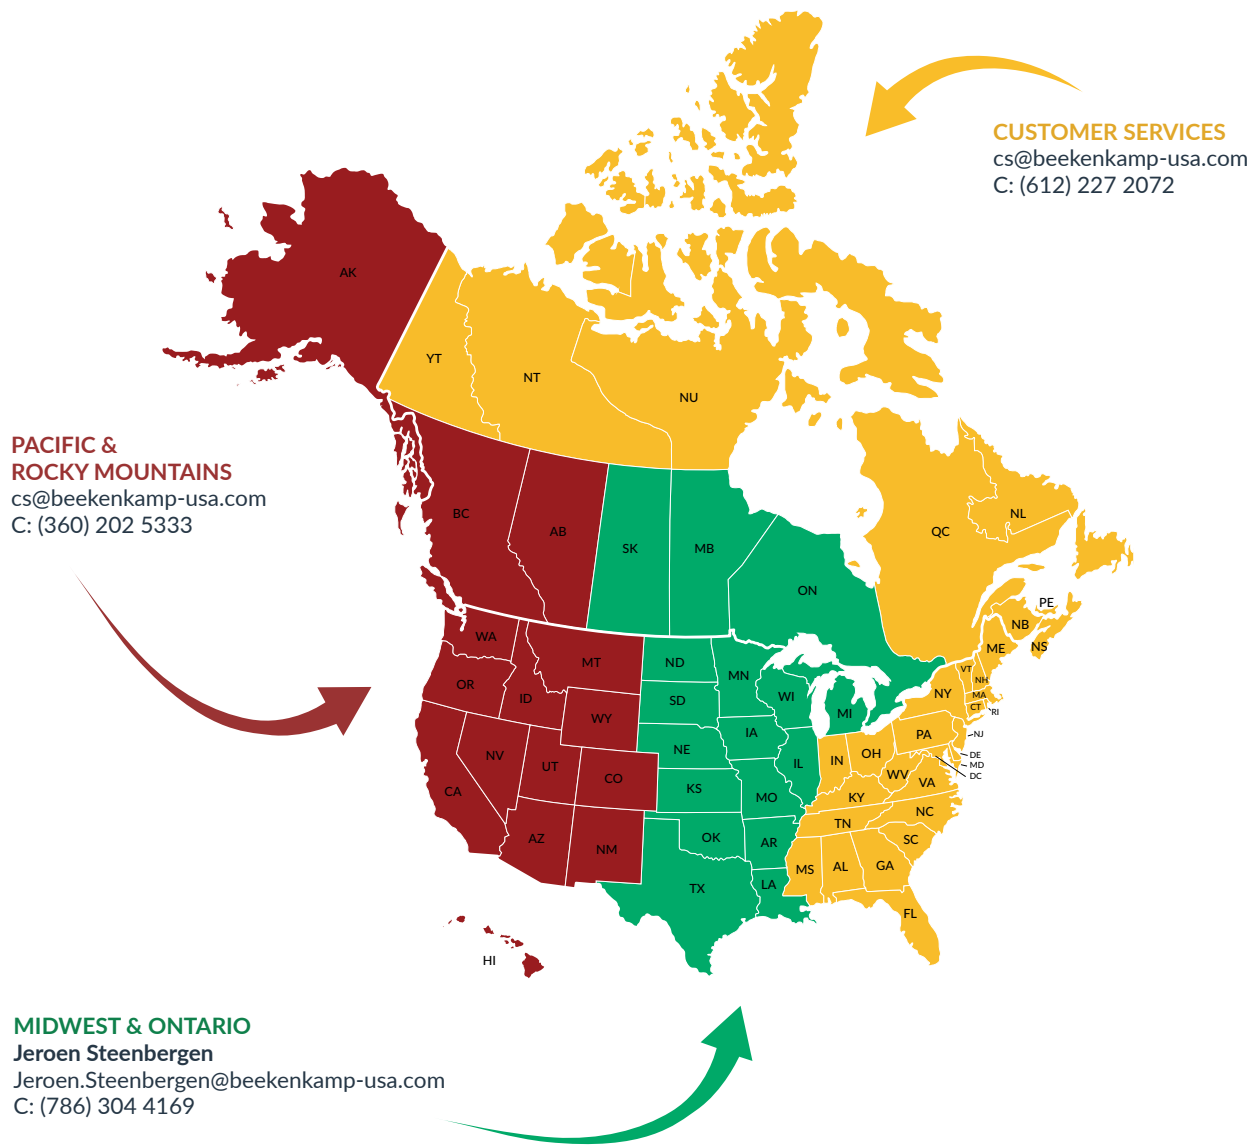 CUSTOMER SERVICES
cs@beekenkamp-usa.com
C: (612) 227 2072
PACIFIC &
ROCKY MOUNTAINS
cs@beekenkamp-usa.com
C: (360) 202 5333
MIDWEST & ONTARIO
Jeroen Steenbergen
Jeroen.Steenbergen@beekenkamp-usa.com
C: (786) 304 4169
AK
YT
NT
NU
BC
AB
SK
MB
ON
QC
NL
PE
NB
NS
ME
WA
MT
ND
MN
VT
NH
OR
ID
SD
WI
MI
NY
MA
CT
RI
WY
IA
PA
NJ
NV
UT
CO
NE
IL
IN
OH
DE
MD
DC
WV
VA
CA
KS
MO
KY
NC
AZ
NM
OK
AR
TN
SC
TX
LA
MS
AL
GA
FL
HI